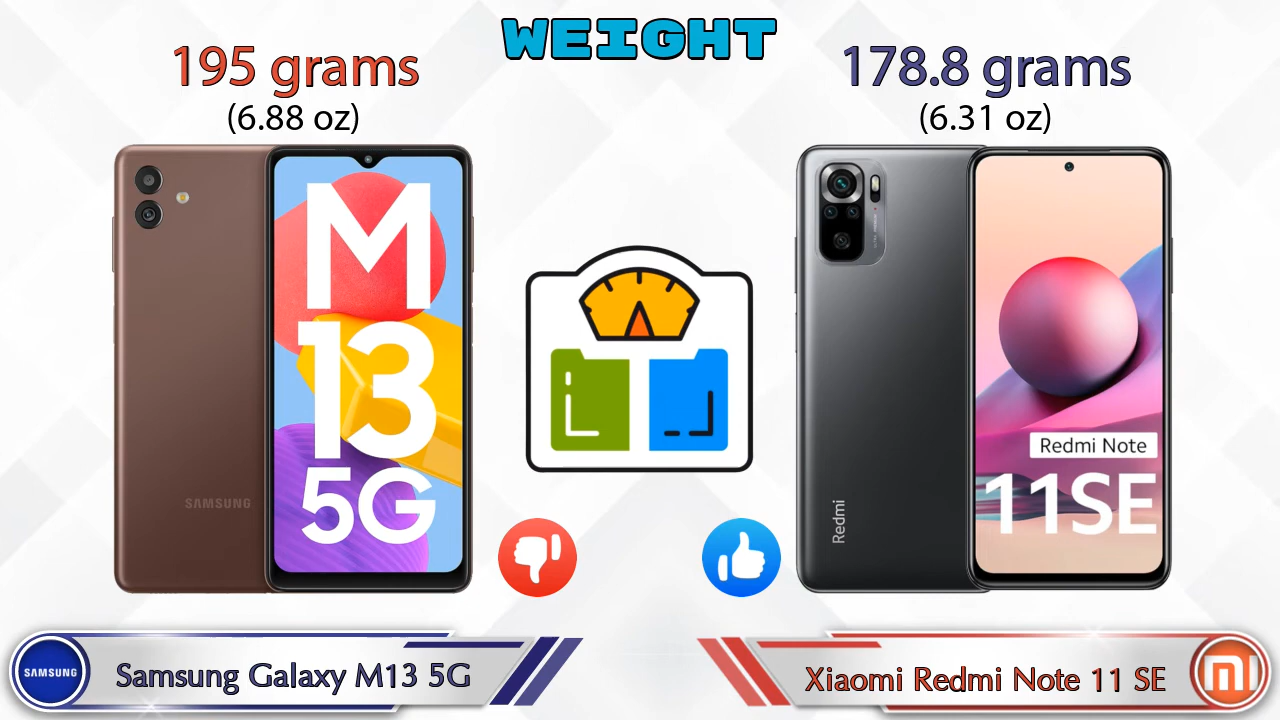 WEIGHT
195 grams
(6.88 oz)
178.8 grams
(6.31 oz)
M
13
5G
SAMSUNG
Redmi
Redmi Note
11SE
SAMSUNG
Samsung Galaxy M13 5G
Xiaomi Redmi Note 11 SE
mi